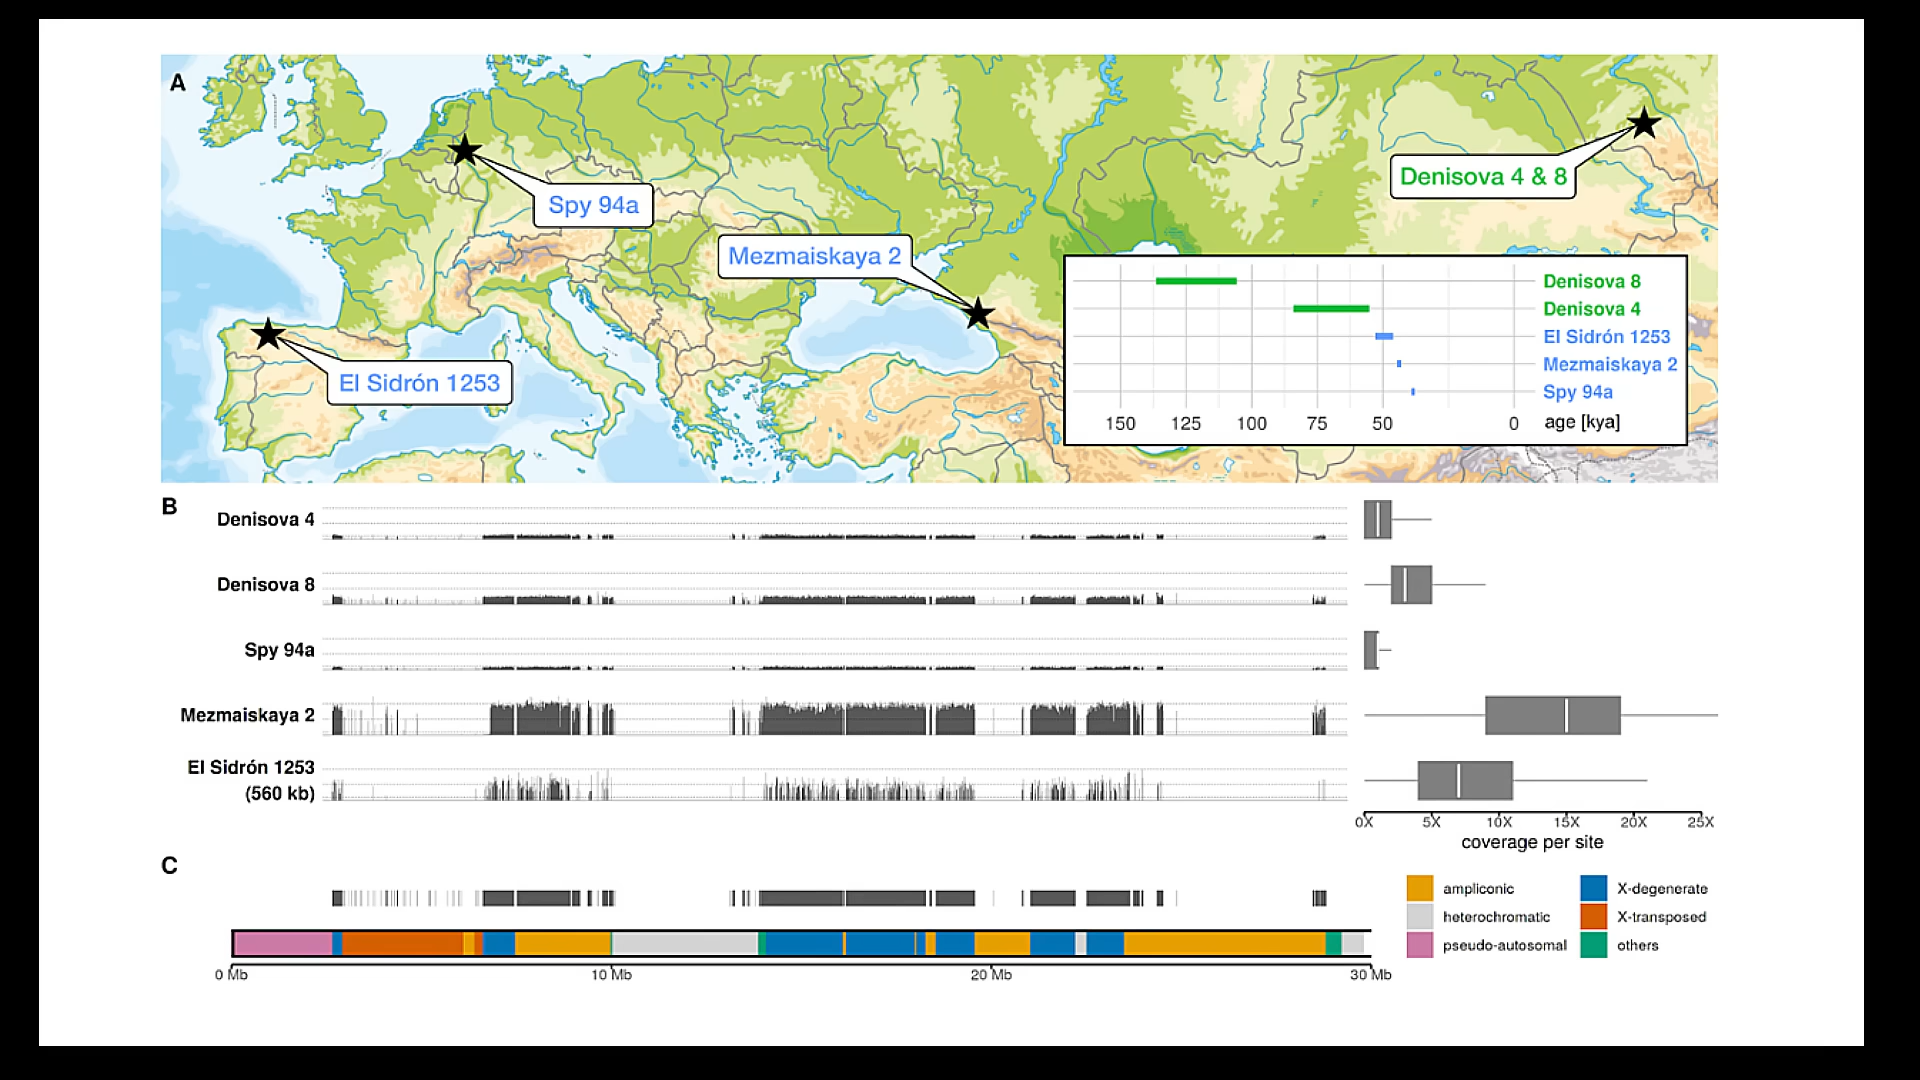 A
Spy 94a
Mezmaiskaya 2
El Sidrón 1253
Denisova 4 & 8
Denisova 8
Denisova 4
El Sidrón 1253
Mezmaiskaya 2
Spy 94a
150 125 100 75 50 0 age [kya]
B
Denisova 4
Denisova 8
Spy 94a
Mezmaiskaya 2
El Sidrón 1253
(560 kb)
0X 5X 10X 15X 20X 25X
coverage per site
C
0 Mb 10 Mb 20 Mb 30 Mb
ampliconic
heterochromatic
pseudo-autosomal
X-degenerate
X-transposed
others